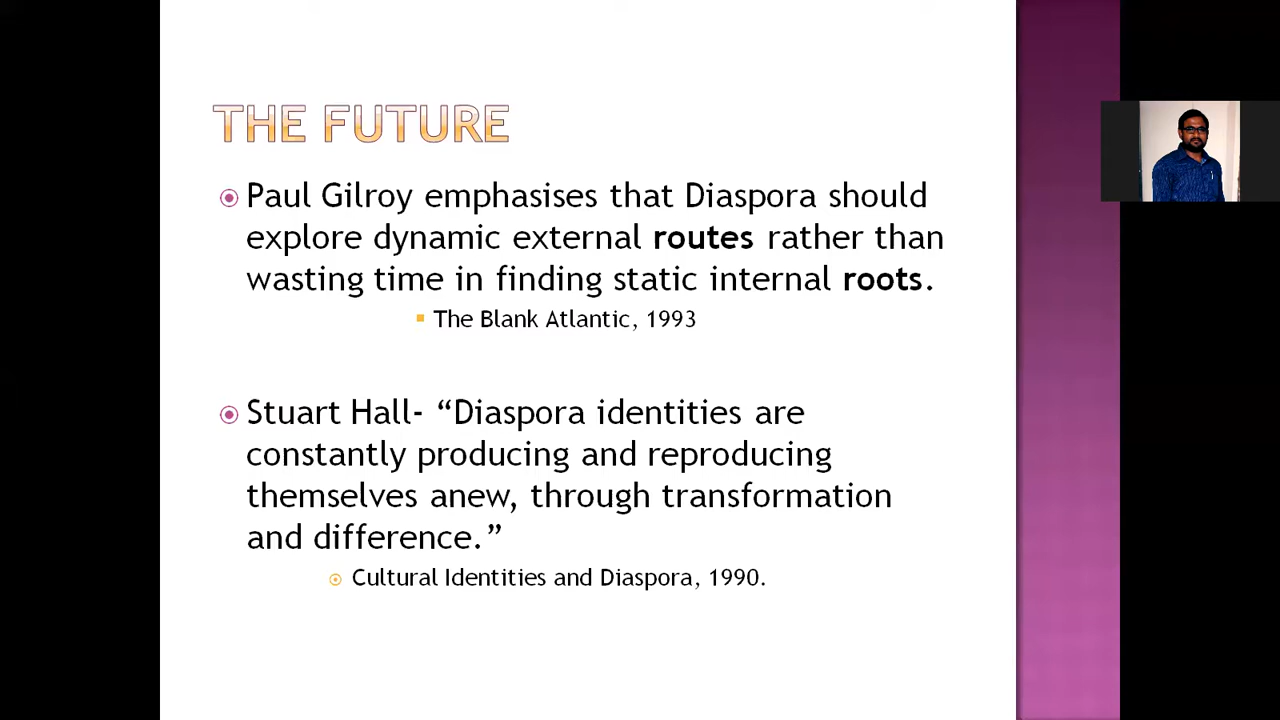 THE FUTURE
Paul Gilroy emphasises that Diaspora should
explore dynamic external routes rather than
wasting time in finding static internal roots.
The Blank Atlantic, 1993
Stuart Hall- “Diaspora identities are
constantly producing and reproducing
themselves anew, through transformation
and difference.”
Cultural Identities and Diaspora, 1990.